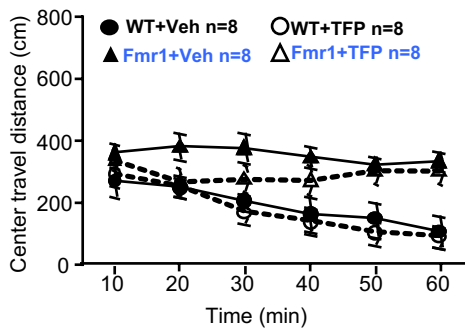 800
600
400
200
0
Center travel distance (cm)
WT+Veh n=8 WT+TFP n=8
Fmr1+Veh n=8 Fmr1+TFP n=8
10 20 30 40 50 60
Time (min)